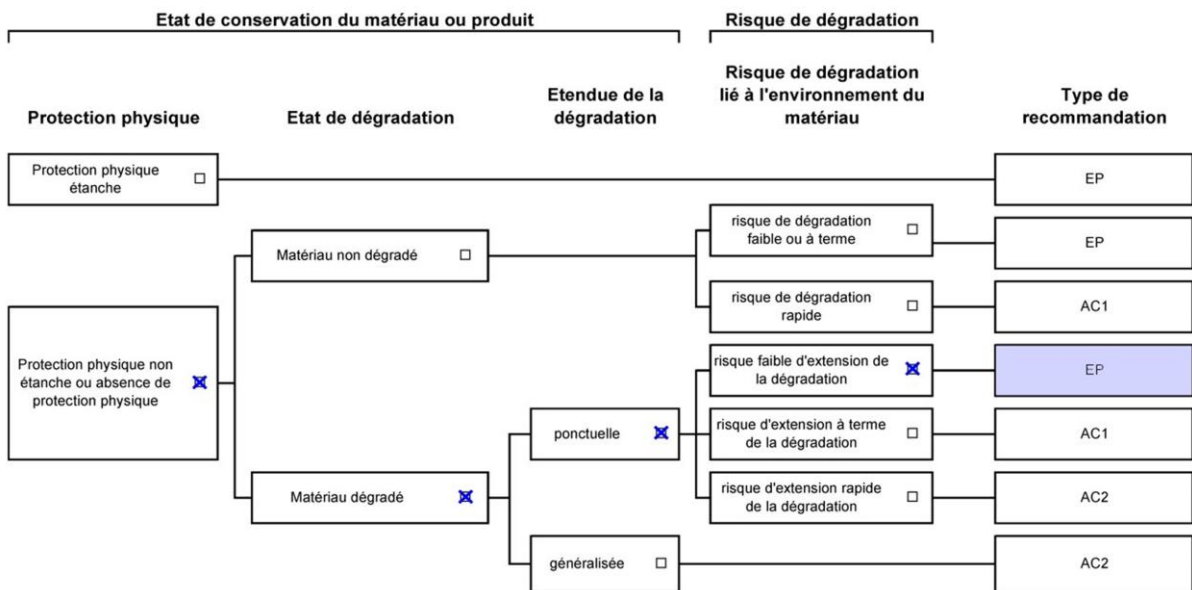 Etat de conservation du matériau ou produit
Risque de dégradation
Protection physique
Etat de dégradation
Etendue de la
dégradation
Risque de dégradation
lié à l'environnement du
matériau
Type de
recommandation
Protection physique
étanche
EP
Matériau non dégradé
risque de dégradation
faible ou à terme
EP
risque de dégradation
rapide
AC1
Protection physique non
étanche ou absence de
protection physique
risque faible d'extension de
la dégradation
EP
ponctuelle
risque d'extension à terme
de la dégradation
AC1
Matériau dégradé
risque d'extension rapide
de la dégradation
AC2
généralisée
AC2